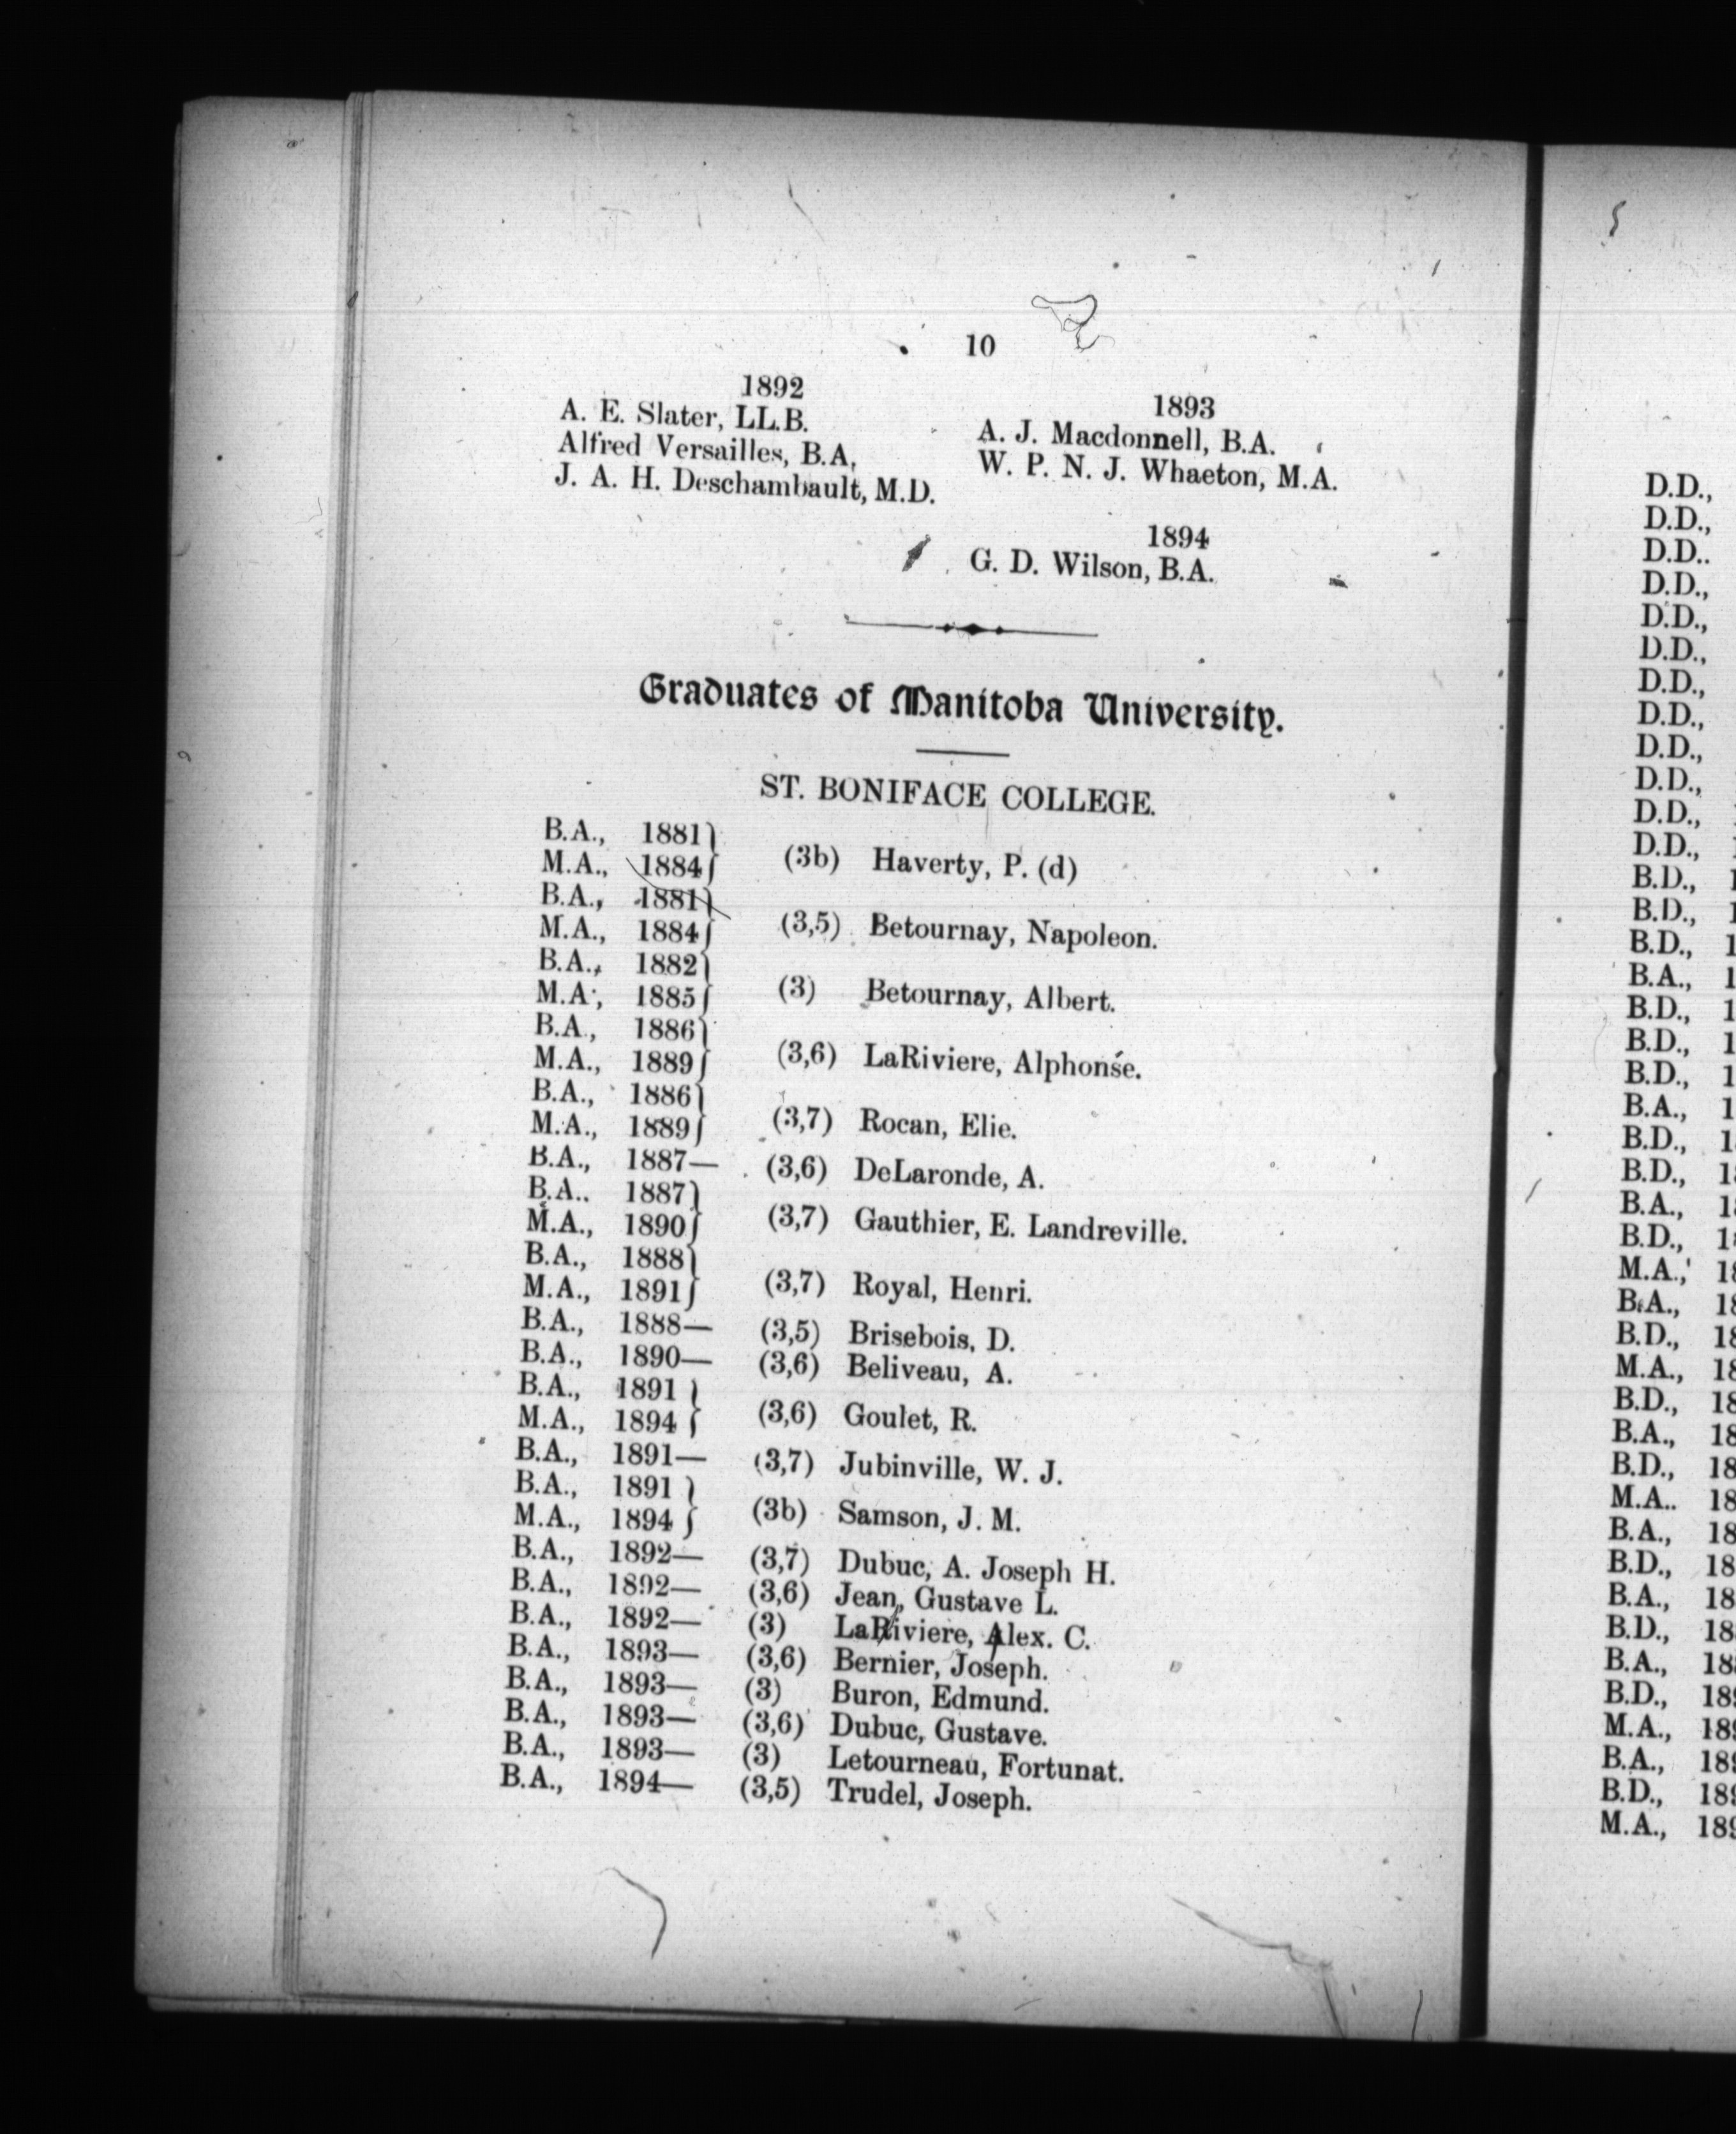 10
1892
A. E. Slater, LL.B.
Alfred Versailles, B.A.
J. A. H. Deschambault, M.D.
1893
A. J. Macdonnell, B.A.
W. P. N. J. Whaeton, M.A.
1894
G. D. Wilson, B.A.
Graduates of Manitoba University.
ST. BONIFACE COLLEGE.
B.A., 1881}
M.A., 1884} (3b) Haverty, P. (d)
B.A., 1881}
M.A., 1884} (3,5) Betournay, Napoleon.
B.A., 1882}
M.A., 1885} (3) Betournay, Albert.
B.A., 1886}
M.A., 1889} (3,6) LaRiviere, Alphonse.
B.A., 1886}
M.A., 1889} (3,7) Rocan, Elie.
B.A., 1887— (3,6) DeLaronde, A.
B.A.. 1887}
M.A., 1890} (3,7) Gauthier, E. Landreville.
B.A., 1888}
M.A., 1891} (3,7) Royal, Henri.
B.A., 1888— (3,5) Brisebois, D.
B.A., 1890— (3,6) Beliveau, A.
B.A., 1891 }
M.A., 1894 } (3,6) Goulet, R.
B.A., 1891— (3,7) Jubinville, W. J.
B.A., 1891 }
M.A., 1894 } (3b) Samson, J. M.
B.A., 1892— (3,7) Dubuc, A. Joseph H.
B.A., 1892— (3,6) Jean, Gustave L.
B.A., 1892— (3) LaRiviere, Alex. C.
B.A., 1893— (3,6) Bernier, Joseph.
B.A., 1893— (3) Buron, Edmund.
B.A., 1893— (3,6) Dubuc, Gustave.
B.A., 1893— (3) Letourneau, Fortunat.
B.A., 1894— (3,5) Trudel, Joseph.
D.D.,
D.D.,
D.D..
D.D.,
D.D.,
D.D.,
D.D.,
D.D.,
D.D.,
D.D.,
D.D.,
D.D.,
B.D.,
B.D.,
B.D.,
B.A.,
B.D.,
B.D.,
B.D.,
B.A.,
B.D.,
B.D.,
B.A.,
B.D.,
M.A.,
B.A.,
B.D.,
M.A.,
B.D.,
B.A.,
B.D.,
M.A..
B.A.,
B.D.,
B.A.,
B.D.,
B.A.,
B.D.,
M.A.,
B.A.,
B.D.,
M.A.,